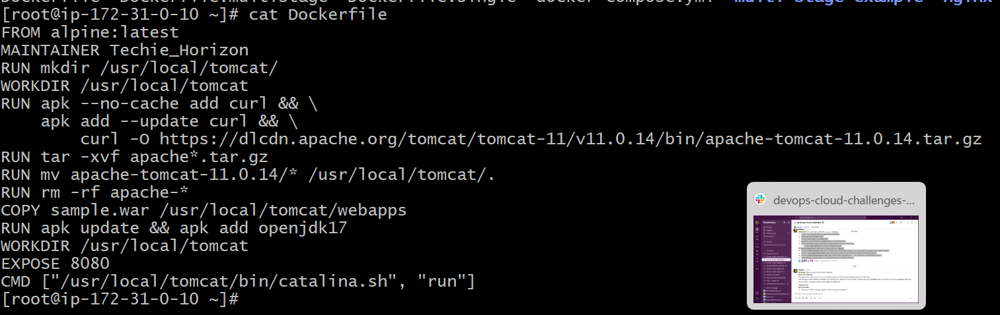 [root@ip-172-31-0-10 ~]# cat Dockerfile
FROM alpine:latest
MAINTAINER Techie_Horizon
RUN mkdir /usr/local/tomcat/
WORKDIR /usr/local/tomcat
RUN apk --no-cache add curl && \
    apk add --update curl && \
        curl -O https://dlcdn.apache.org/tomcat/tomcat-11/v11.0.14/bin/apache-tomcat-11.0.14.tar.gz
RUN tar -xvf apache*.tar.gz
RUN mv apache-tomcat-11.0.14/* /usr/local/tomcat/.
RUN rm -rf apache-*
COPY sample.war /usr/local/tomcat/webapps
RUN apk update && apk add openjdk17
WORKDIR /usr/local/tomcat
EXPOSE 8080
CMD ["/usr/local/tomcat/bin/catalina.sh", "run"]
[root@ip-172-31-0-10 ~]#
devops-cloud-challenges-...